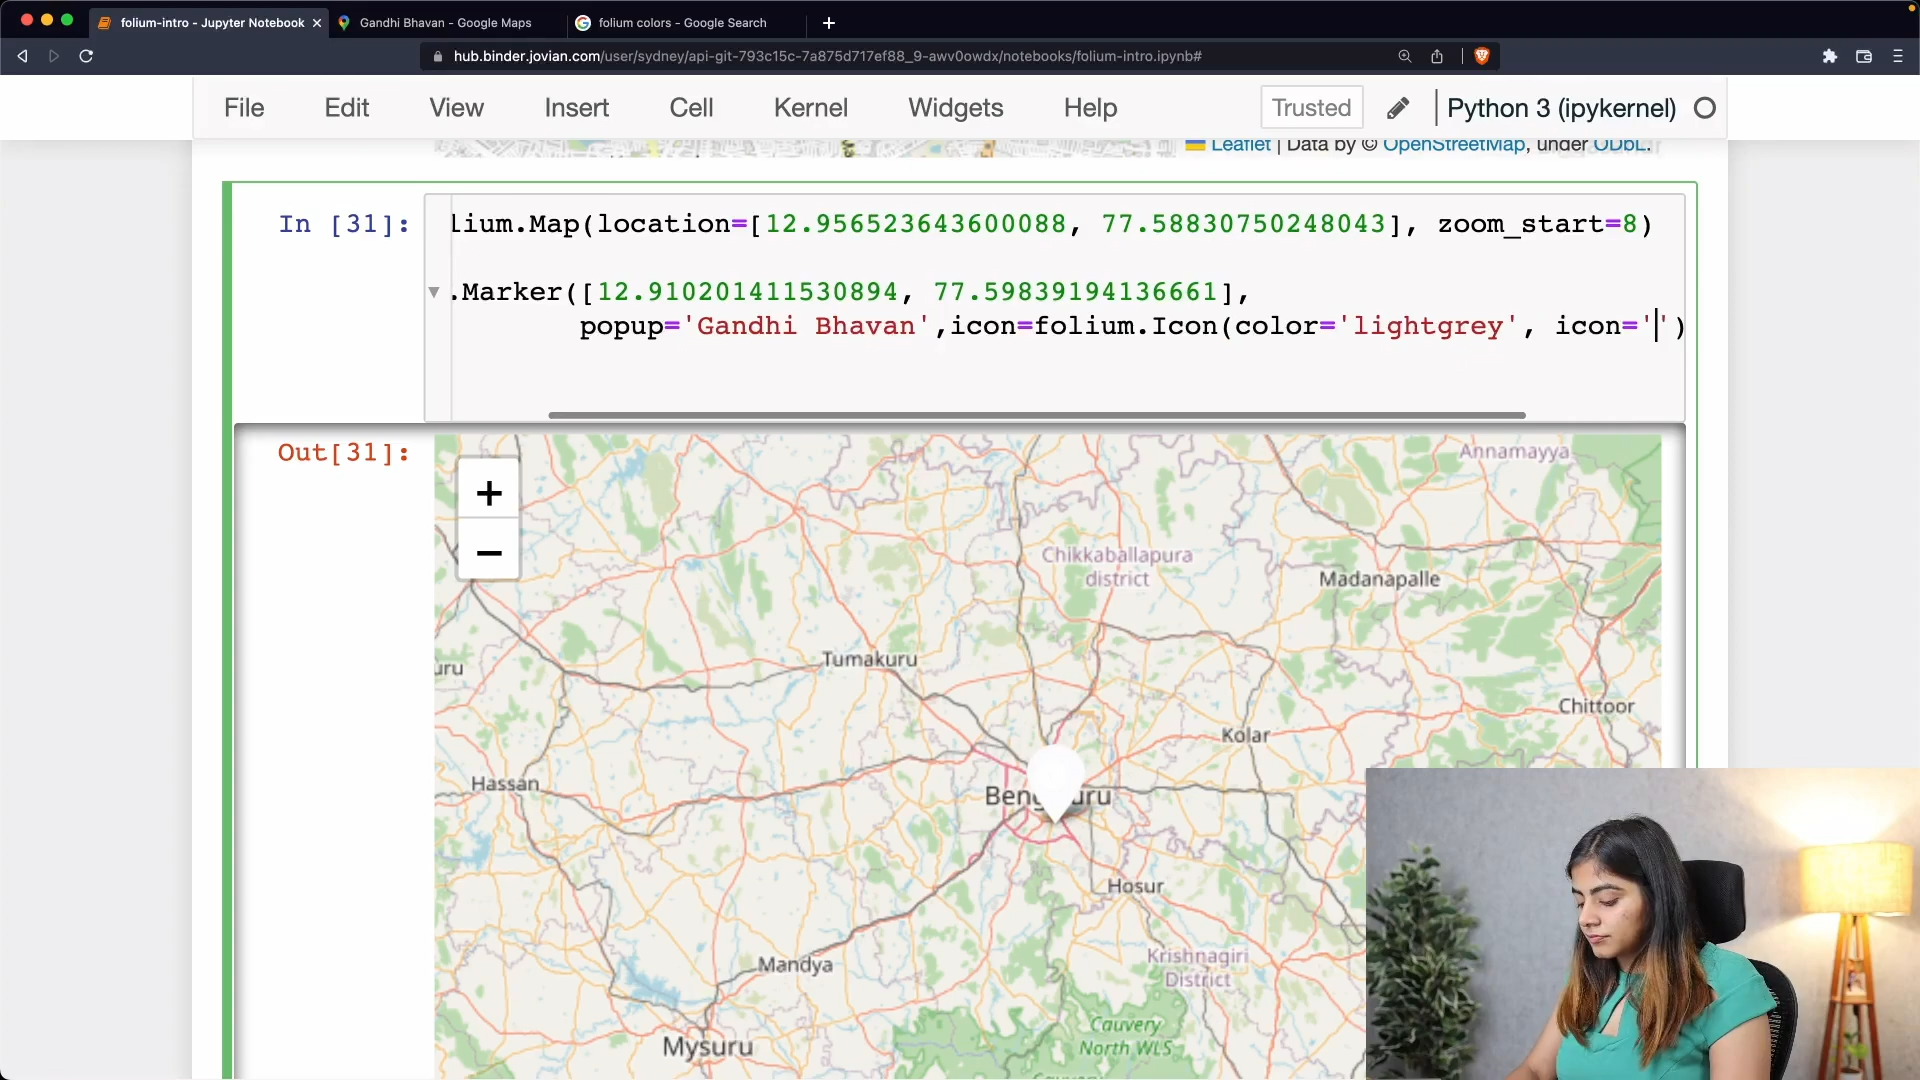 folium-intro - Jupyter Notebook
Gandhi Bhavan - Google Maps
folium colors - Google Search
hub.binder.jovian.com/user/sydney/api-git-793c15c-7a875d717ef88_9-awv0owdx/notebooks/folium-intro.ipynb#
File Edit View Insert Cell Kernel Widgets Help Trusted Python 3 (ipykernel)
Leaflet | Data by © OpenStreetMap, under ODbL.
In [31]: lium.Map(location=[12.956523643600088, 77.58830750248043], zoom_start=8)
.Marker([12.910201411530894, 77.59839194136661],
popup='Gandhi Bhavan',icon=folium.Icon(color='lightgrey', icon='')
Out[31]:
+
−
Annamayya
Chikkaballapura
district
Madanapalle
Tumakuru
uru
Chittoor
Kolar
Hassan
Hosur
Krishnagiri
District
Mandya
Cauvery
North WLS
Mysuru